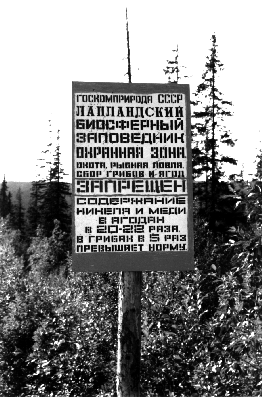 ГОСКОМПРИРОДА СССР
ЛАПЛАНДСКИЙ
БИОСФЕРНЫЙ
ЗАПОВЕДНИК
ОХРАННАЯ ЗОНА
ОХОТА, РЫБНАЯ ЛОВЛЯ,
СБОР ГРИБОВ И ЯГОД
ЗАПРЕЩЕН
СОДЕРЖАНИЕ
НИКЕЛЯ И МЕДИ
В ЯГОДАХ
В 20-22 РАЗА,
В ГРИБАХ В 5 РАЗ
ПРЕВЫШАЕТ НОРМУ.